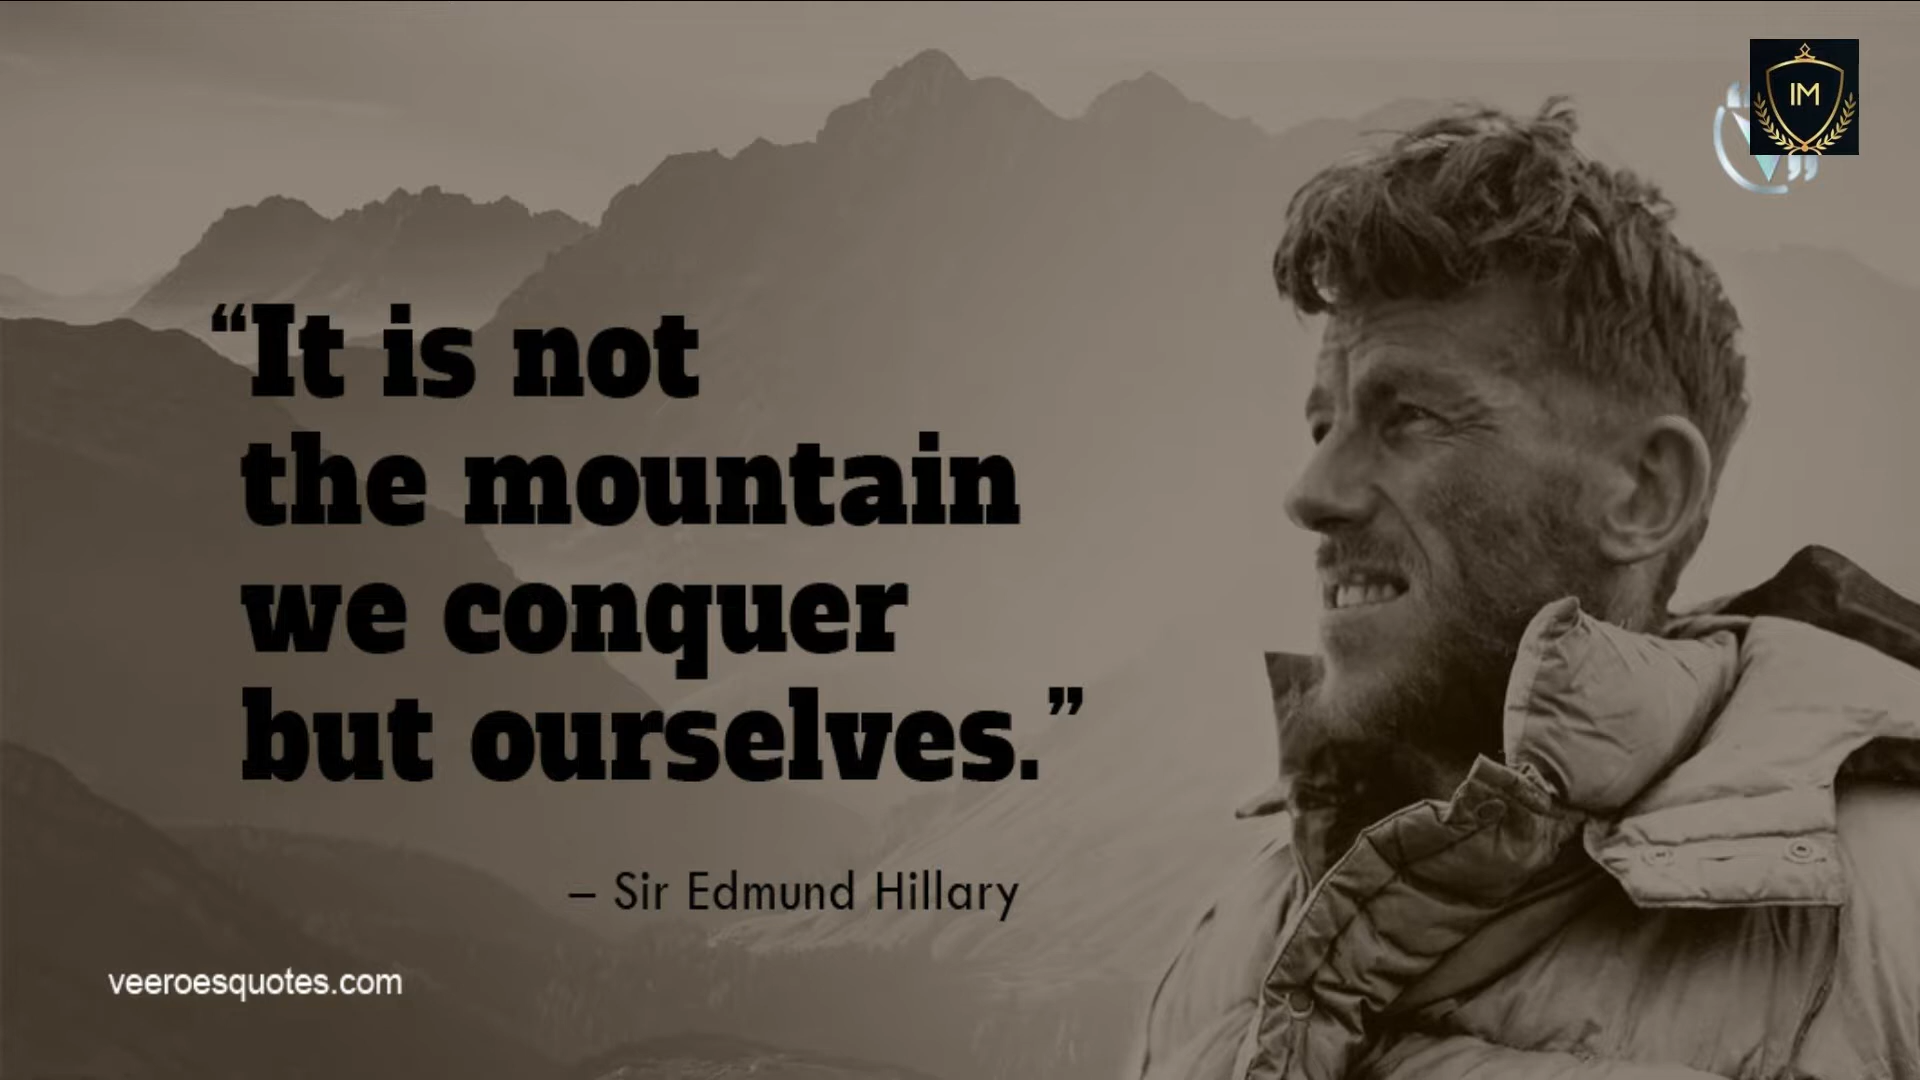 IM
“It is not
the mountain
we conquer
but ourselves.”
– Sir Edmund Hillary
veeroesquotes.com